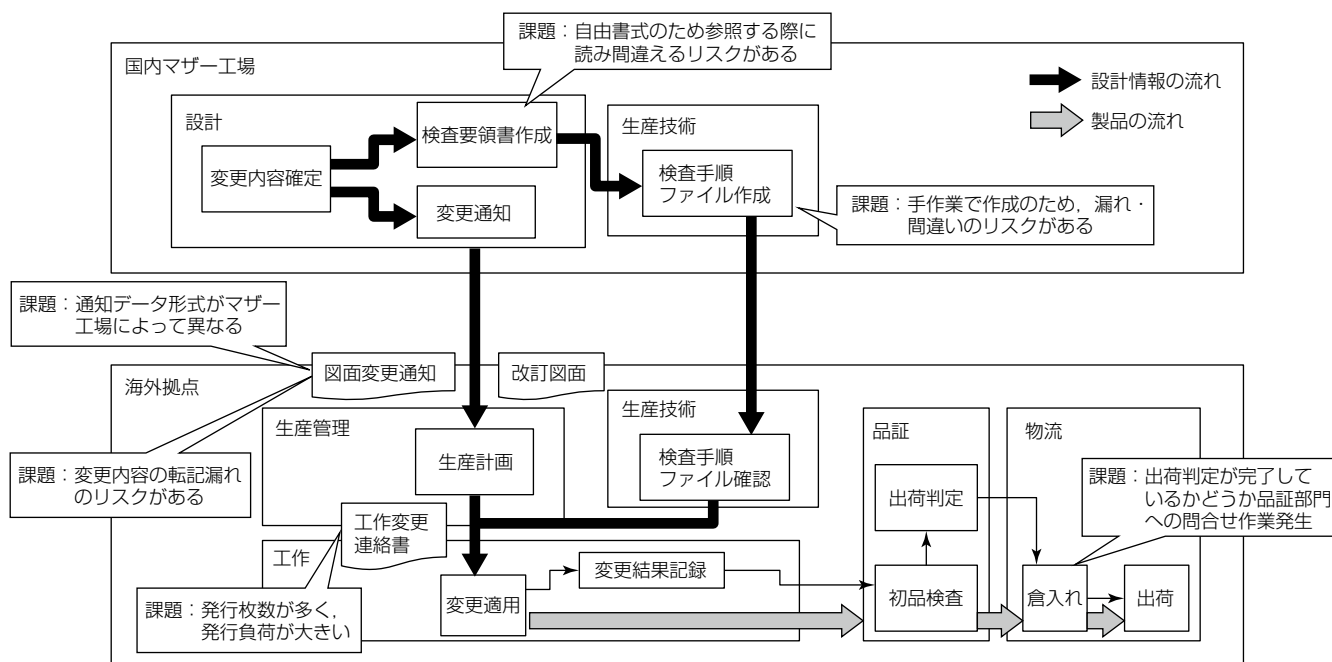 課題：自由書式のため参照する際に
読み間違えるリスクがある
国内マザー工場
設計情報の流れ
製品の流れ
設計
検査要領書作成
変更内容確定
変更通知
生産技術
検査手順
ファイル作成
課題：手作業で作成のため，漏れ・
間違いのリスクがある
課題：通知データ形式がマザー
工場によって異なる
図面変更通知
改訂図面
海外拠点
生産管理
生産計画
生産技術
検査手順
ファイル確認
品証
物流
課題：変更内容の転記漏れ
のリスクがある
課題：出荷判定が完了して
いるかどうか品証部門
への問合せ作業発生
出荷判定
工作変更
連絡書
工作
変更結果記録
変更適用
初品検査
倉入れ
出荷
課題：発行枚数が多く，
発行負荷が大きい